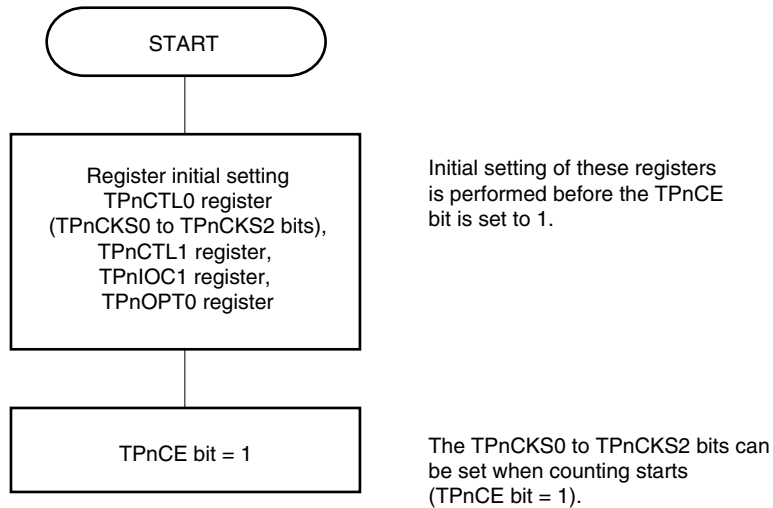 START
Register initial setting
TPnCTL0 register
(TPnCKS0 to TPnCKS2 bits),
TPnCTL1 register,
TPnIOC1 register,
TPnOPT0 register
Initial setting of these registers
is performed before the TPnCE
bit is set to 1.
TPnCE bit = 1
The TPnCKS0 to TPnCKS2 bits can
be set when counting starts
(TPnCE bit = 1).